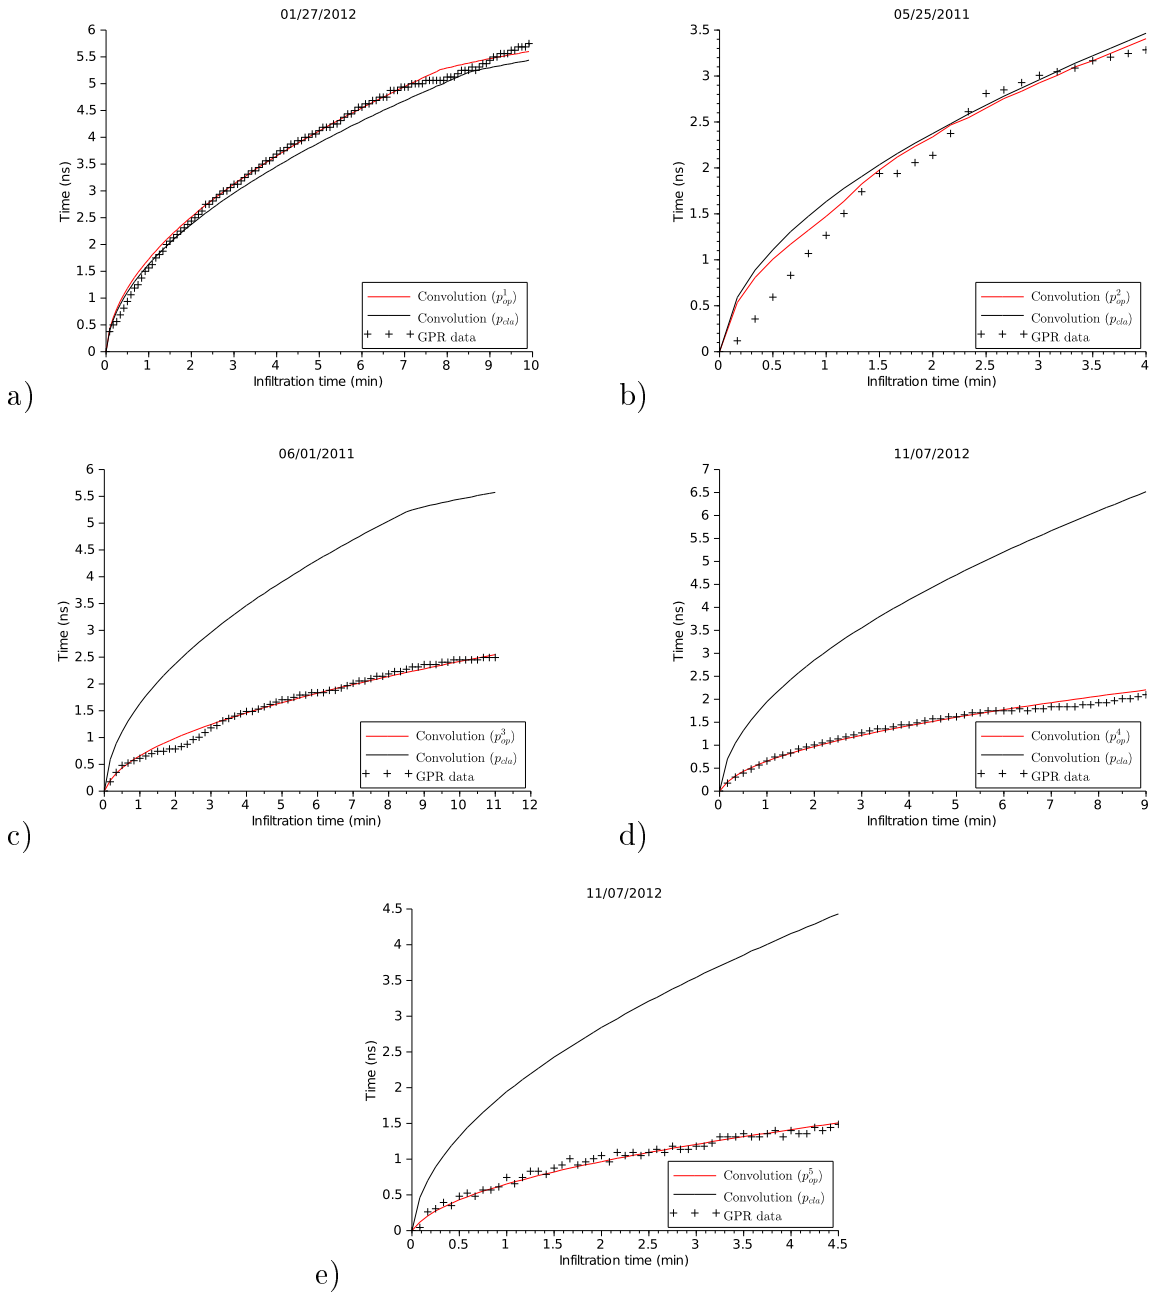 01/27/2012
6
5.5
5
4.5
4
3.5
3
2.5
2
1.5
1
0.5
0
Time (ns)
0 1 2 3 4 5 6 7 8 9 10
Infiltration time (min)
Convolution (p^1_op)
Convolution (p_cla)
GPR data
a)
05/25/2011
3.5
3
2.5
2
1.5
1
0.5
0
Time (ns)
0 0.5 1 1.5 2 2.5 3 3.5 4
Infiltration time (min)
Convolution (p^2_op)
Convolution (p_cla)
GPR data
b)
06/01/2011
6
5.5
5
4.5
4
3.5
3
2.5
2
1.5
1
0.5
0
Time (ns)
0 1 2 3 4 5 6 7 8 9 10 11 12
Infiltration time (min)
Convolution (p^3_op)
Convolution (p_cla)
GPR data
c)
11/07/2012
7
6.5
6
5.5
5
4.5
4
3.5
3
2.5
2
1.5
1
0.5
0
Time (ns)
0 1 2 3 4 5 6 7 8 9
Infiltration time (min)
Convolution (p^4_op)
Convolution (p_cla)
GPR data
d)
11/07/2012
4.5
4
3.5
3
2.5
2
1.5
1
0.5
0
Time (ns)
0 0.5 1 1.5 2 2.5 3 3.5 4 4.5
Infiltration time (min)
Convolution (p^5_op)
Convolution (p_cla)
GPR data
e)